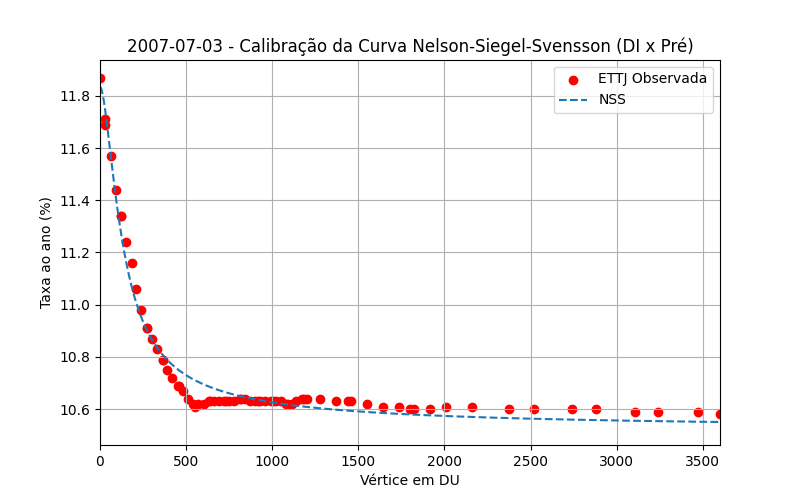 2007-07-03 - Calibração da Curva Nelson-Siegel-Svensson (DI x Pré)
ETTJ Observada
NSS
Taxa ao ano (%)
11.8
11.6
11.4
11.2
11.0
10.8
10.6
0 500 1000 1500 2000 2500 3000 3500
Vértice em DU